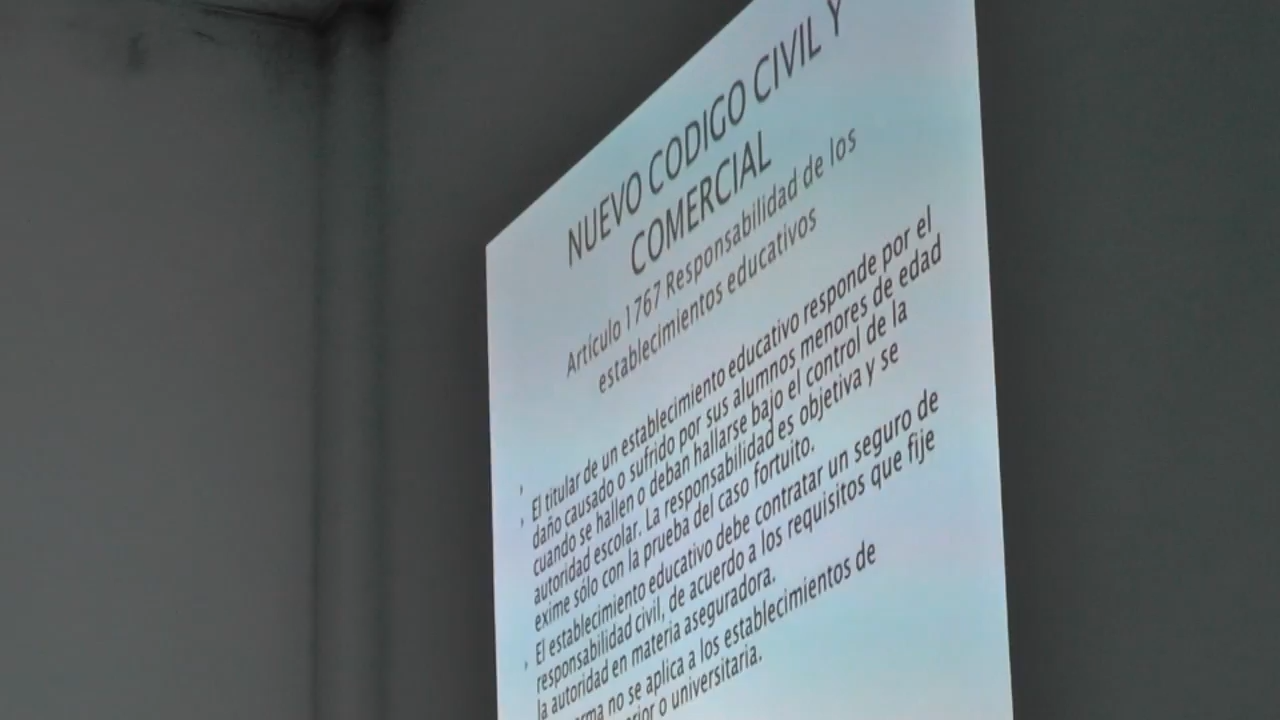 NUEVO CODIGO CIVIL Y
COMERCIAL
Artículo 1767 Responsabilidad de los
establecimientos educativos
El titular de un establecimiento educativo responde por el
daño causado o sufrido por sus alumnos menores de edad
cuando se hallen o deban hallarse bajo el control de la
autoridad escolar. La responsabilidad es objetiva y se
exime sólo con la prueba del caso fortuito.
El establecimiento educativo debe contratar un seguro de
responsabilidad civil, de acuerdo a los requisitos que fije
la autoridad en materia aseguradora.
no se aplica a los establecimientos de
o universitaria.